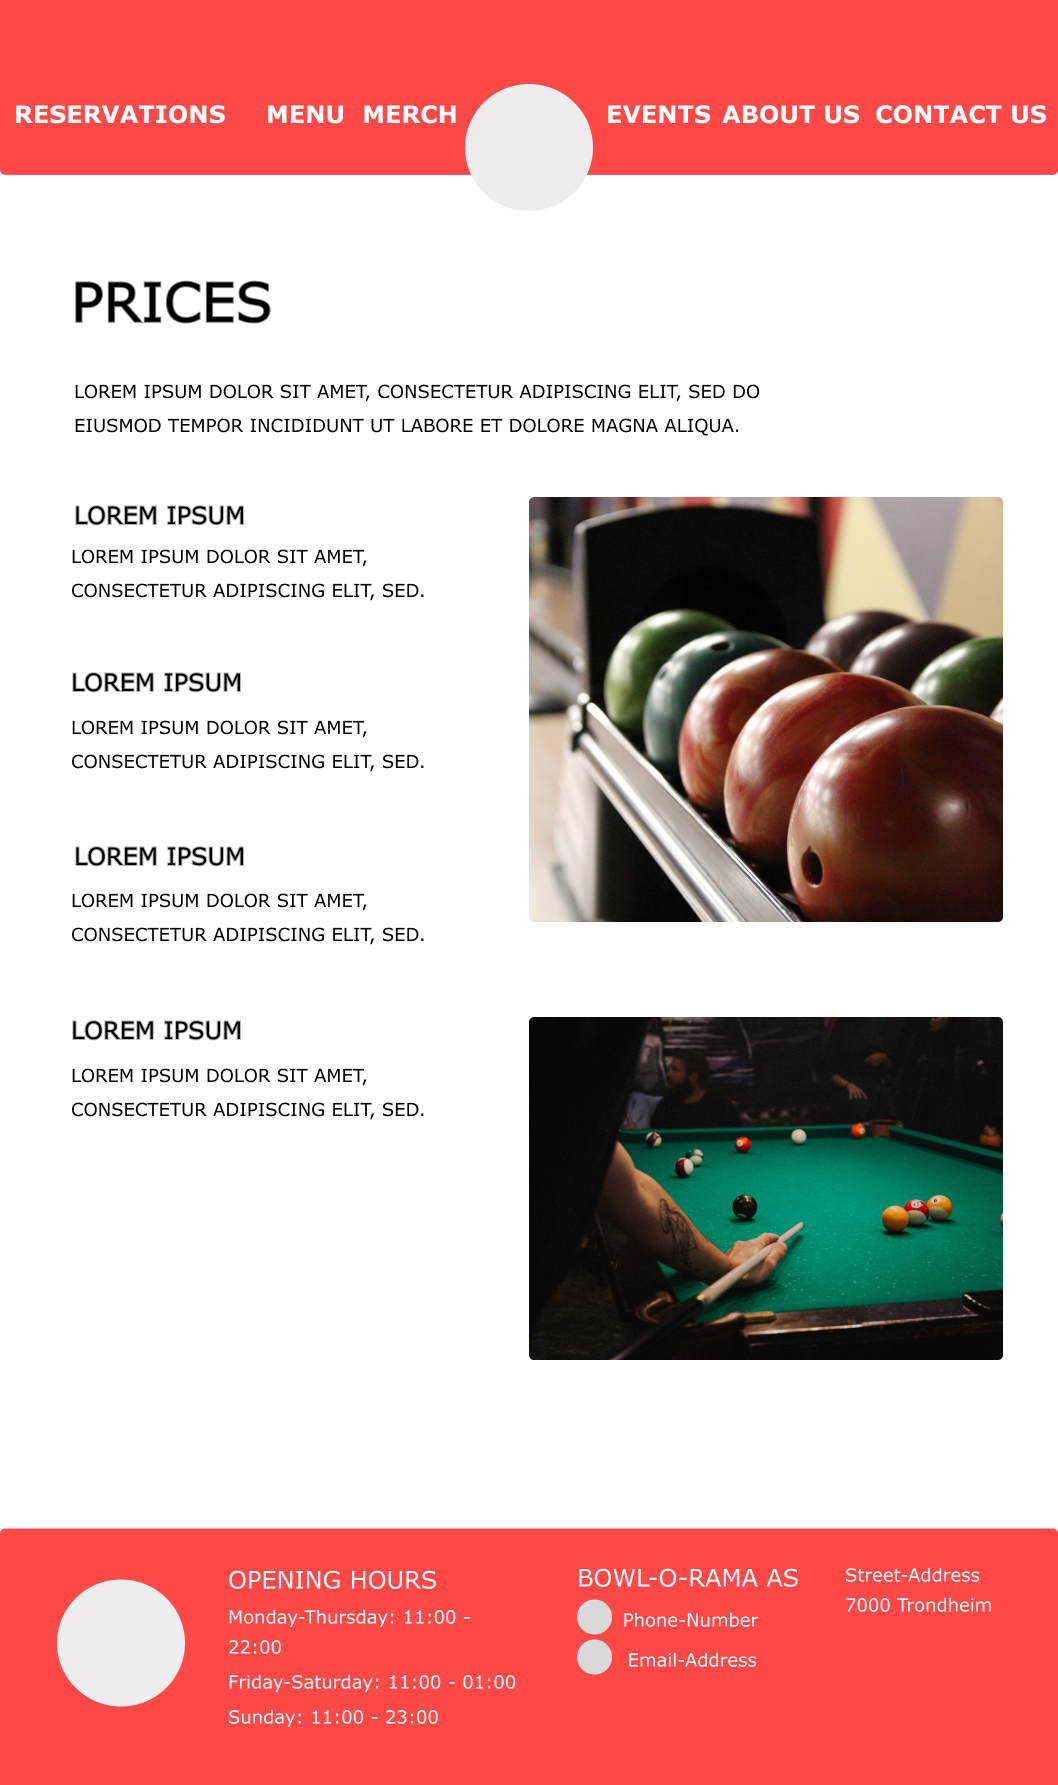 RESERVATIONS MENU MERCH EVENTS ABOUT US CONTACT US
PRICES
LOREM IPSUM DOLOR SIT AMET, CONSECTETUR ADIPISCING ELIT, SED DO
EIUSMOD TEMPOR INCIDIDUNT UT LABORE ET DOLORE MAGNA ALIQUA.
LOREM IPSUM
LOREM IPSUM DOLOR SIT AMET,
CONSECTETUR ADIPISCING ELIT, SED.
LOREM IPSUM
LOREM IPSUM DOLOR SIT AMET,
CONSECTETUR ADIPISCING ELIT, SED.
LOREM IPSUM
LOREM IPSUM DOLOR SIT AMET,
CONSECTETUR ADIPISCING ELIT, SED.
LOREM IPSUM
LOREM IPSUM DOLOR SIT AMET,
CONSECTETUR ADIPISCING ELIT, SED.
OPENING HOURS
Monday-Thursday: 11:00 -
22:00
Friday-Saturday: 11:00 - 01:00
Sunday: 11:00 - 23:00
BOWL-O-RAMA AS
Phone-Number
Email-Address
Street-Address
7000 Trondheim